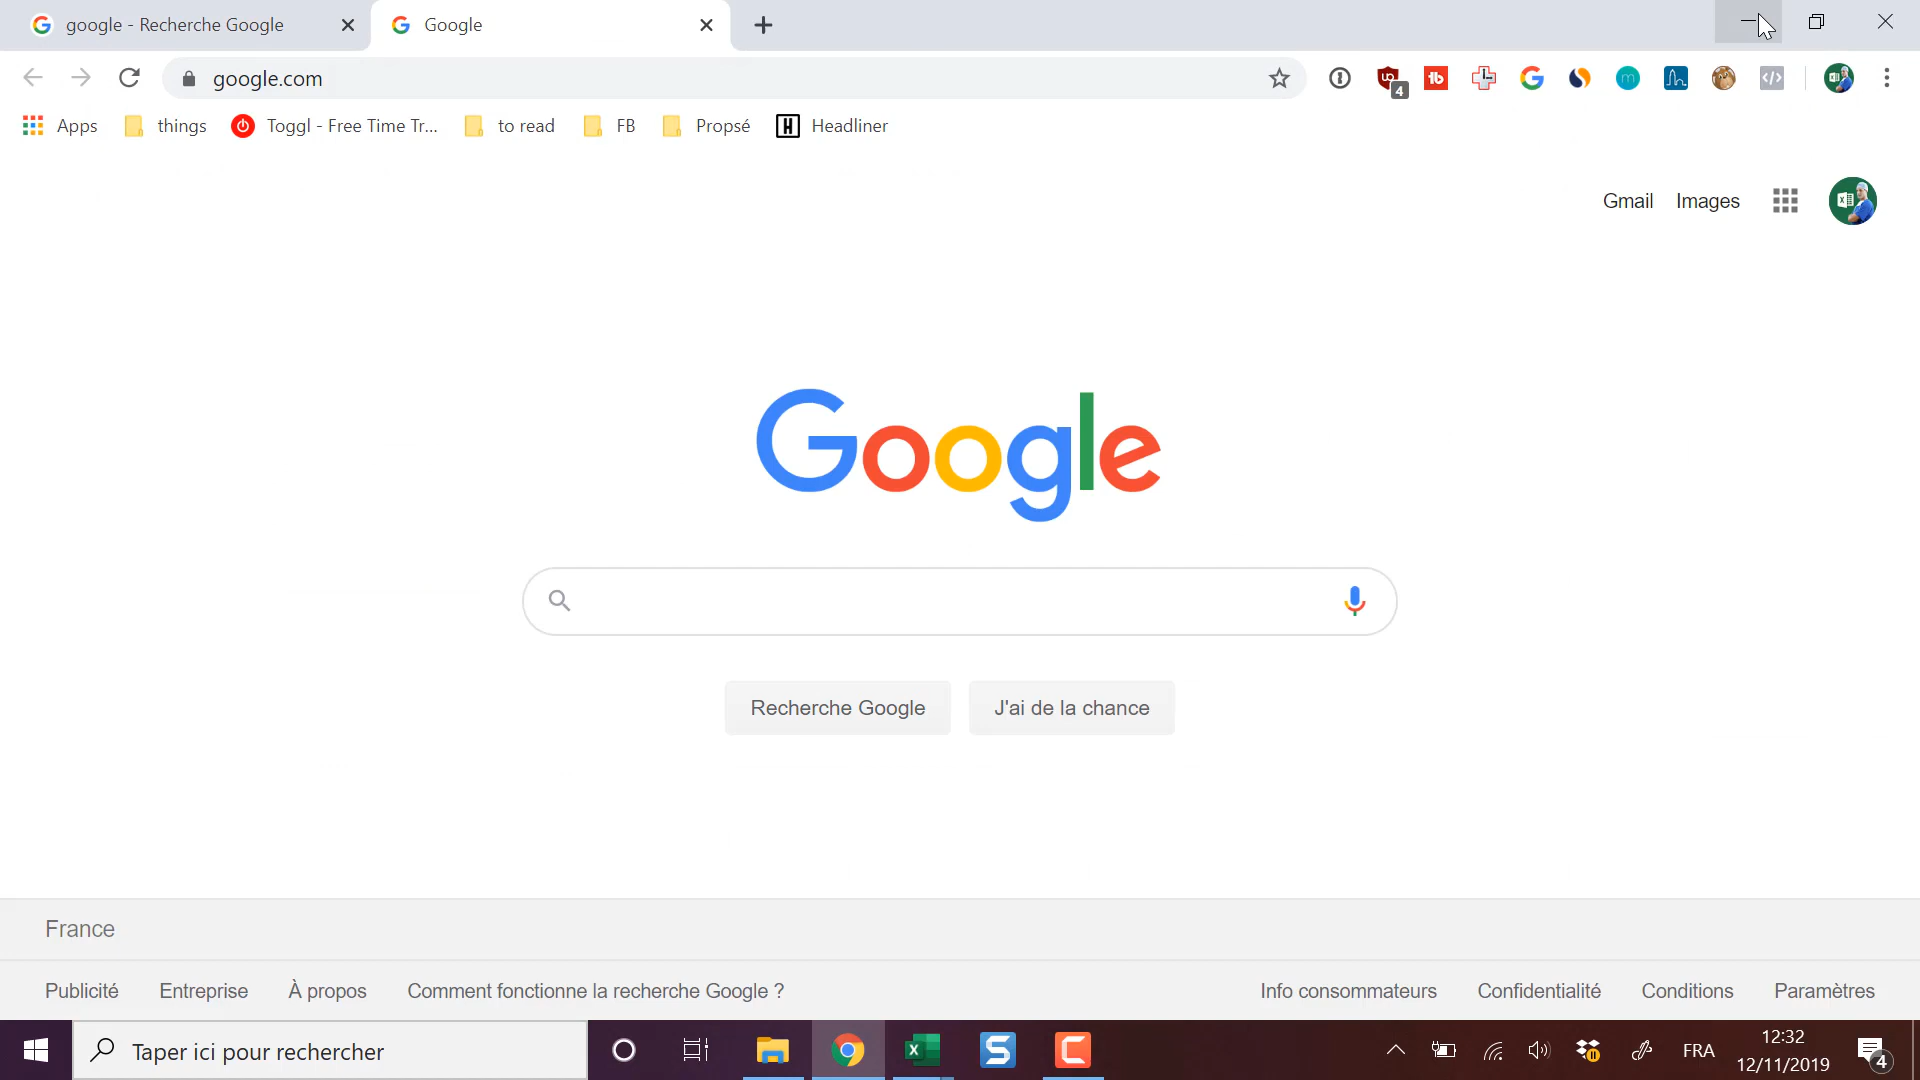 google - Recherche Google
Google
google.com
4
Apps
things
Toggl - Free Time Tr...
to read
FB
Propsé
H
Headliner
Gmail
Images
Google
Recherche Google
J'ai de la chance
France
Publicité
Entreprise
À propos
Comment fonctionne la recherche Google ?
Info consommateurs
Confidentialité
Conditions
Paramètres
Taper ici pour rechercher
FRA
12:32
12/11/2019
4